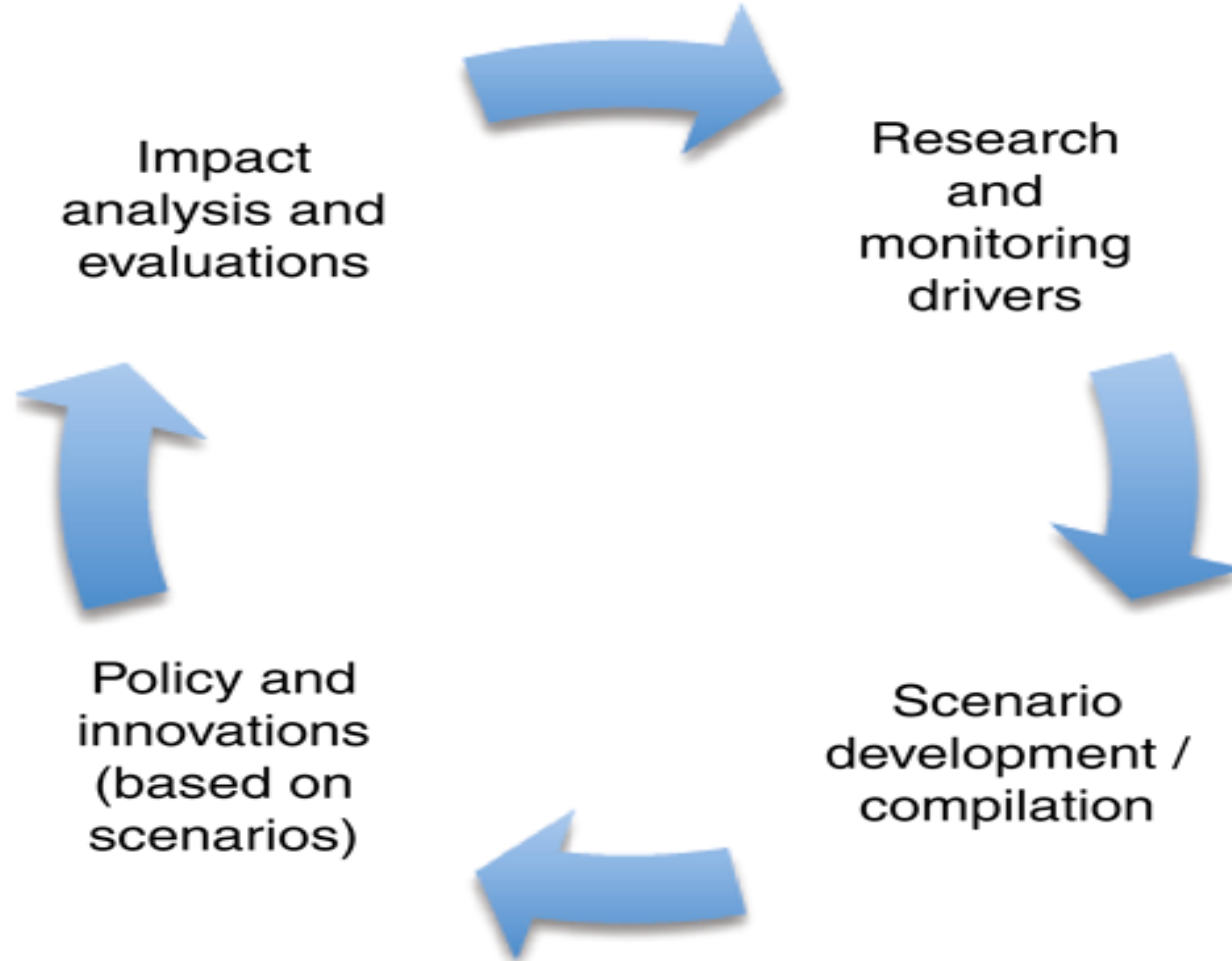 Impact
analysis and
evaluations
Research
and
monitoring
drivers
Scenario
development /
compilation
Policy and
innovations
(based on
scenarios)